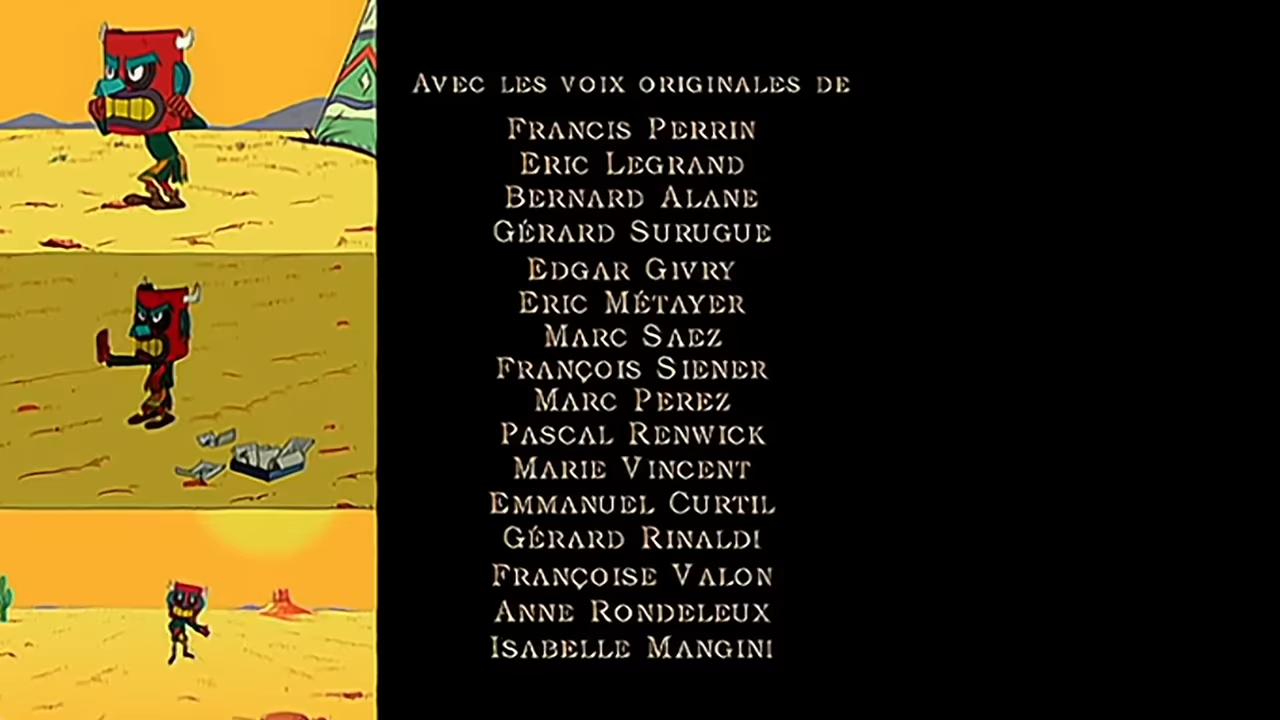 Avec les voix originales de
Francis Perrin
Eric Legrand
Bernard Alane
Gérard Surugue
Edgar Givry
Eric Métayer
Marc Saez
François Siener
Marc Perez
Pascal Renwick
Marie Vincent
Emmanuel Curtil
Gérard Rinaldi
Françoise Valon
Anne Rondeleux
Isabelle Mangini